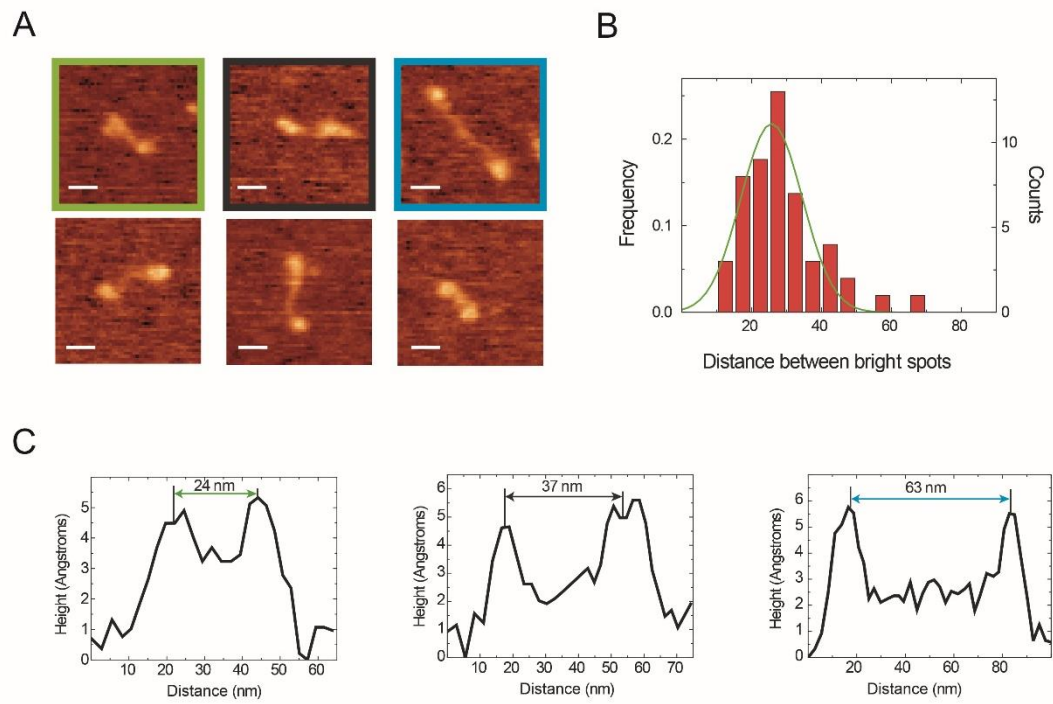 A
B
0.2
0.1
0.0
Frequency
10
5
0
Counts
20 40 60 80
Distance between bright spots
C
24 nm
5
4
3
2
1
0
Height (Angstroms)
10 20 30 40 50 60
Distance (nm)
37 nm
6
5
4
3
2
1
0
Height (Angstroms)
10 20 30 40 50 60 70
Distance (nm)
63 nm
6
5
4
3
2
1
0
Height (Angstroms)
20 40 60 80
Distance (nm)